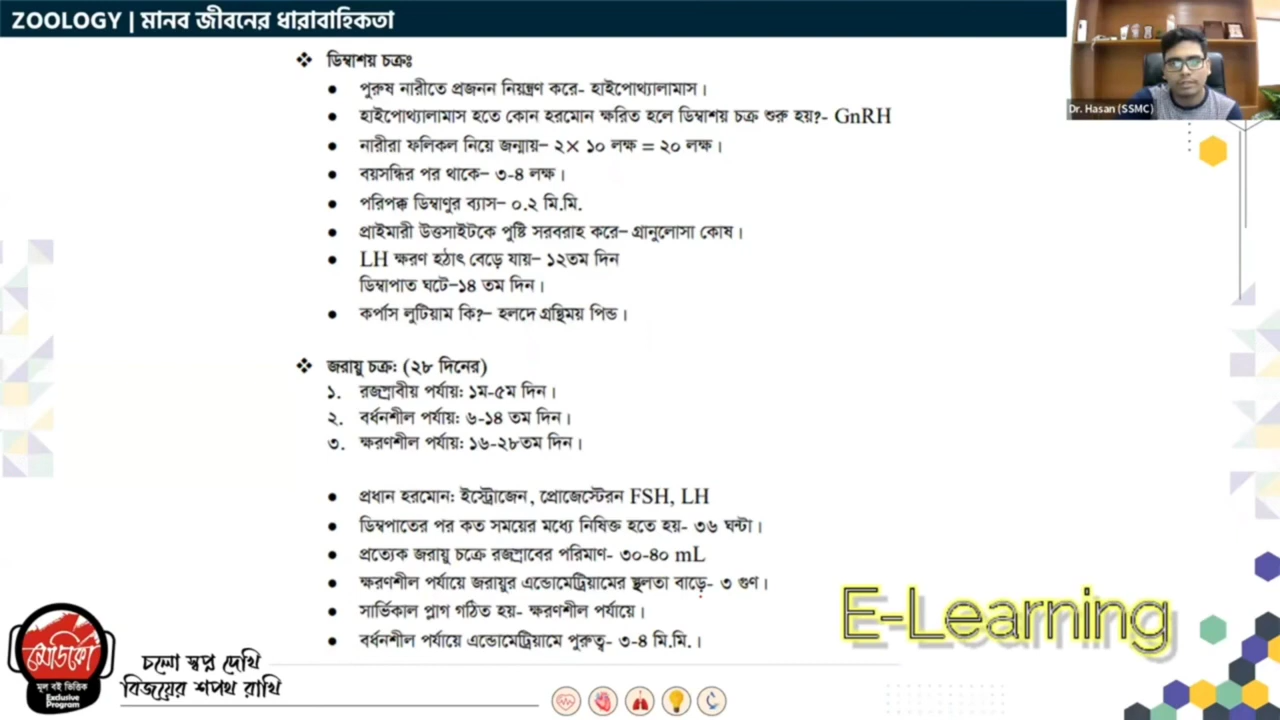 ZOOLOGY | মানব জীবনের ধারাবাহিকতা
Dr. Hasan (SSMC)
❖ ডিম্বাশয় চক্রঃ
• পুরুষ নারীতে প্রজনন নিয়ন্ত্রণ করে- হাইপোথ্যালামাস।
• হাইপোথ্যালামাস হতে কোন হরমোন ক্ষরিত হলে ডিম্বাশয় চক্র শুরু হয়?- GnRH
• নারীরা ফলিকল নিয়ে জন্মায়– ২× ১০ লক্ষ = ২০ লক্ষ।
• বয়সন্ধির পর থাকে– ৩-৪ লক্ষ।
• পরিপক্ক ডিম্বাণুর ব্যাস– ০.২ মি.মি.
• প্রাইমারী উওসাইটকে পুষ্টি সরবরাহ করে– গ্রানুলোসা কোষ।
• LH ক্ষরণ হঠাৎ বেড়ে যায়– ১২তম দিন
ডিম্বাপাত ঘটে–১৪ তম দিন।
• কর্পাস লুটিয়াম কি?– হলদে গ্রন্থিময় পিন্ড।
❖ জরায়ু চক্র: (২৮ দিনের)
১. রজঃস্রাবীয় পর্যায়: ১ম-৫ম দিন।
২. বর্ধনশীল পর্যায়: ৬-১৪ তম দিন।
৩. ক্ষরণশীল পর্যায়: ১৬-২৮তম দিন।
• প্রধান হরমোন: ইস্ট্রোজেন, প্রোজেস্টেরন FSH, LH
• ডিম্বপাতের পর কত সময়ের মধ্যে নিষিক্ত হতে হয়- ৩৬ ঘন্টা।
• প্রত্যেক জরায়ু চক্রে রজঃস্রাবের পরিমাণ- ৩০-৪০ mL
• ক্ষরণশীল পর্যায়ে জরায়ুর এন্ডোমেট্রিয়ামের স্থূলতা বাড়ে- ৩ গুণ।
• সার্ভিকাল প্লাগ গঠিত হয়- ক্ষরণশীল পর্যায়ে।
• বর্ধনশীল পর্যায়ে এন্ডোমেট্রিয়ামে পুরুত্ব- ৩-৪ মি.মি.।
E-Learning
মেডিকো
মূল বই ভিত্তিক
Exclusive
Program
চলো স্বপ্ন দেখি
বিজয়ের শপথ রাখি